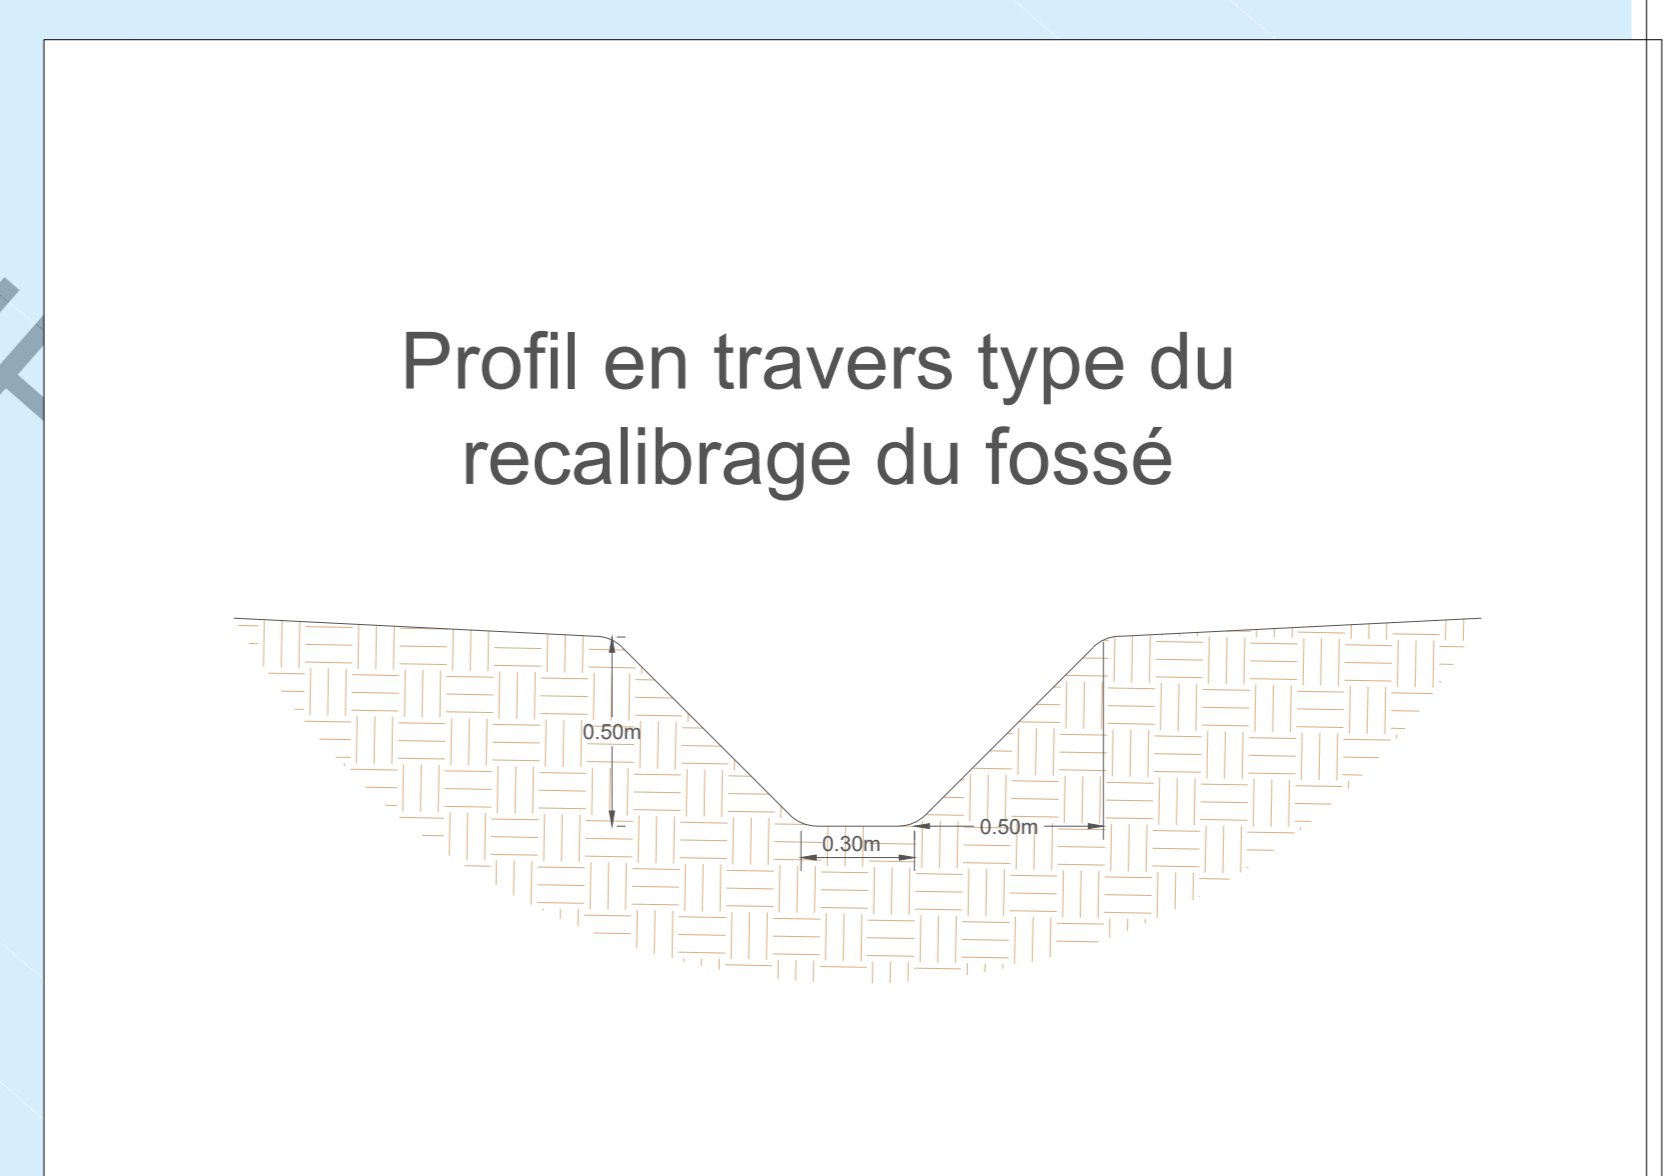 Profil en travers type du
recalibrage du fossé
0.50m
0.50m
0.30m